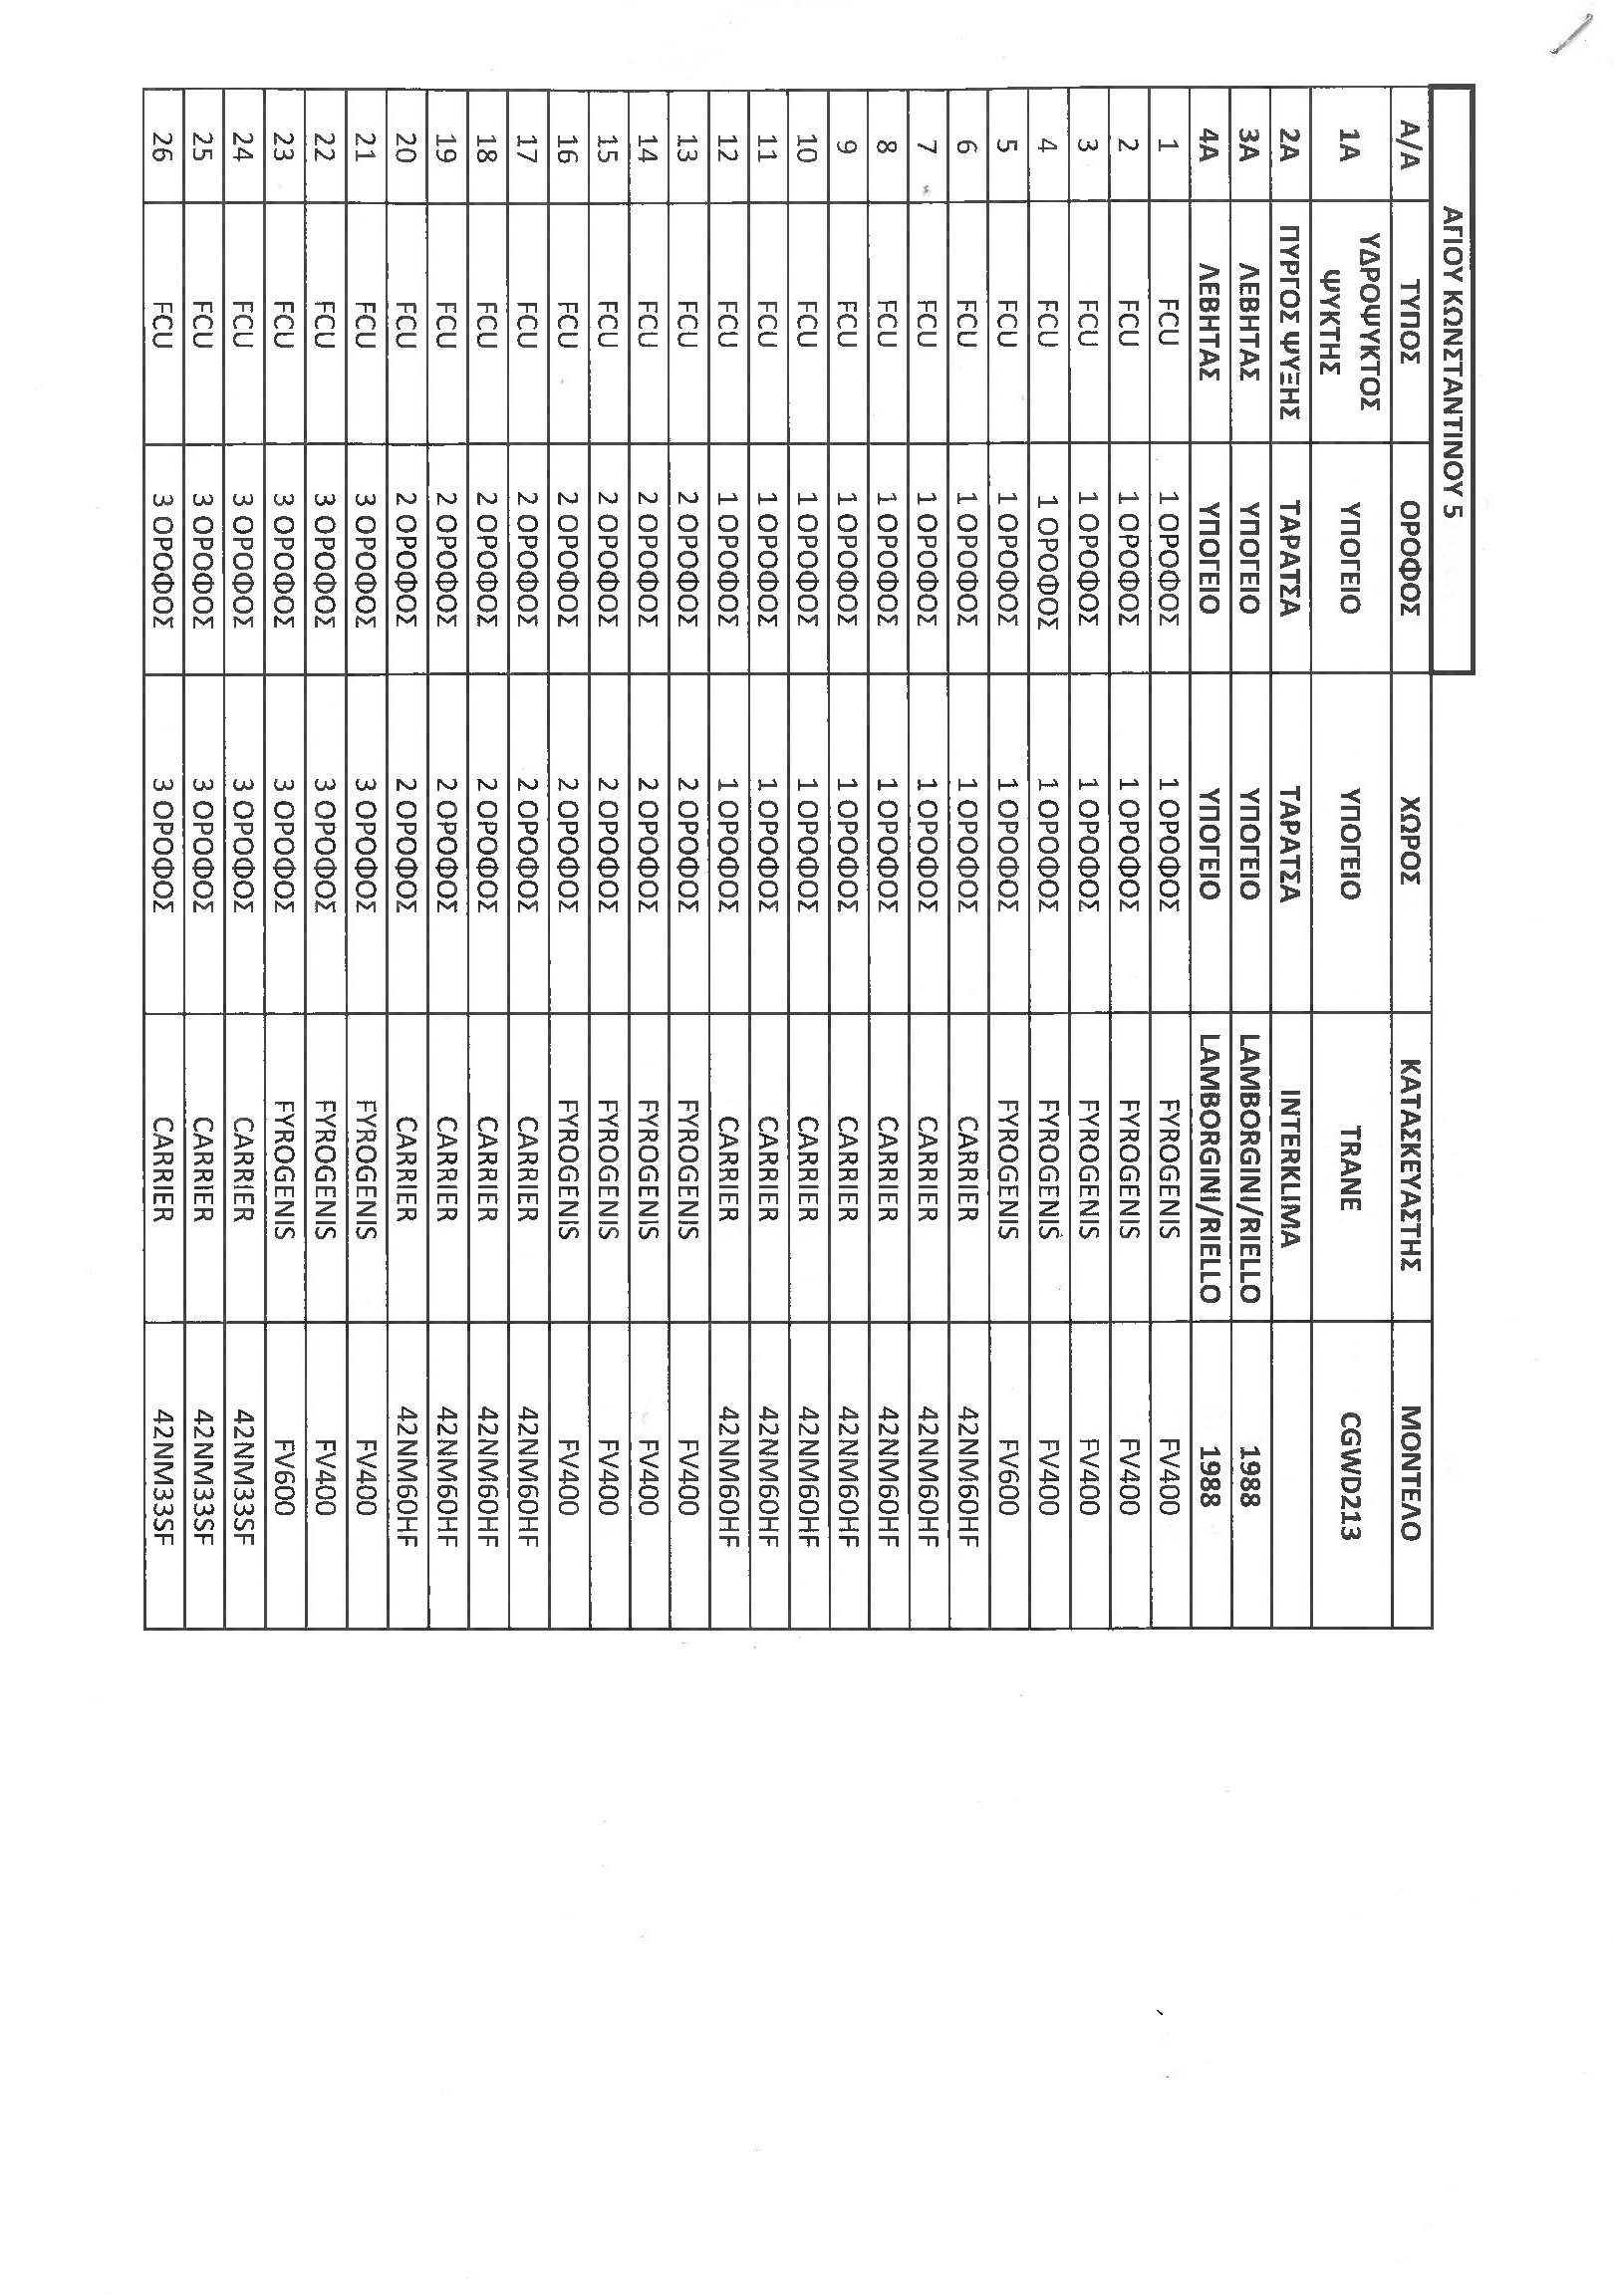 ΑΓΙΟΥ ΚΩΝΣΤΑΝΤΙΝΟΥ 5
Α/Α ΤΥΠΟΣ ΟΡΟΦΟΣ ΧΩΡΟΣ ΚΑΤΑΣΚΕΥΑΣΤΗΣ ΜΟΝΤΕΛΟ
1Α ΥΔΡΟΨΥΚΤΟΣ ΨΥΚΤΗΣ ΥΠΟΓΕΙΟ ΥΠΟΓΕΙΟ TRANE CGWD213
2Α ΠΥΡΓΟΣ ΨΥΞΗΣ ΤΑΡΑΤΣΑ ΤΑΡΑΤΣΑ INTERKLIMA
3Α ΛΕΒΗΤΑΣ ΥΠΟΓΕΙΟ ΥΠΟΓΕΙΟ LAMBORGINI/RIELLO 1988
4Α ΛΕΒΗΤΑΣ ΥΠΟΓΕΙΟ ΥΠΟΓΕΙΟ LAMBORGINI/RIELLO 1988
1 FCU 1 ΟΡΟΦΟΣ 1 ΟΡΟΦΟΣ FYROGENIS FV400
2 FCU 1 ΟΡΟΦΟΣ 1 ΟΡΟΦΟΣ FYROGENIS FV400
3 FCU 1 ΟΡΟΦΟΣ 1 ΟΡΟΦΟΣ FYROGENIS FV400
4 FCU 1 ΟΡΟΦΟΣ 1 ΟΡΟΦΟΣ FYROGENIS FV400
5 FCU 1 ΟΡΟΦΟΣ 1 ΟΡΟΦΟΣ FYROGENIS FV600
6 FCU 1 ΟΡΟΦΟΣ 1 ΟΡΟΦΟΣ CARRIER 42NM60HF
7 FCU 1 ΟΡΟΦΟΣ 1 ΟΡΟΦΟΣ CARRIER 42NM60HF
8 FCU 1 ΟΡΟΦΟΣ 1 ΟΡΟΦΟΣ CARRIER 42NM60HF
9 FCU 1 ΟΡΟΦΟΣ 1 ΟΡΟΦΟΣ CARRIER 42NM60HF
10 FCU 1 ΟΡΟΦΟΣ 1 ΟΡΟΦΟΣ CARRIER 42NM60HF
11 FCU 1 ΟΡΟΦΟΣ 1 ΟΡΟΦΟΣ CARRIER 42NM60HF
12 FCU 1 ΟΡΟΦΟΣ 1 ΟΡΟΦΟΣ CARRIER 42NM60HF
13 FCU 2 ΟΡΟΦΟΣ 2 ΟΡΟΦΟΣ FYROGENIS FV400
14 FCU 2 ΟΡΟΦΟΣ 2 ΟΡΟΦΟΣ FYROGENIS FV400
15 FCU 2 ΟΡΟΦΟΣ 2 ΟΡΟΦΟΣ FYROGENIS FV400
16 FCU 2 ΟΡΟΦΟΣ 2 ΟΡΟΦΟΣ FYROGENIS FV400
17 FCU 2 ΟΡΟΦΟΣ 2 ΟΡΟΦΟΣ CARRIER 42NM60HF
18 FCU 2 ΟΡΟΦΟΣ 2 ΟΡΟΦΟΣ CARRIER 42NM60HF
19 FCU 2 ΟΡΟΦΟΣ 2 ΟΡΟΦΟΣ CARRIER 42NM60HF
20 FCU 2 ΟΡΟΦΟΣ 2 ΟΡΟΦΟΣ CARRIER 42NM60HF
21 FCU 3 ΟΡΟΦΟΣ 3 ΟΡΟΦΟΣ FYROGENIS FV400
22 FCU 3 ΟΡΟΦΟΣ 3 ΟΡΟΦΟΣ FYROGENIS FV400
23 FCU 3 ΟΡΟΦΟΣ 3 ΟΡΟΦΟΣ FYROGENIS FV600
24 FCU 3 ΟΡΟΦΟΣ 3 ΟΡΟΦΟΣ CARRIER 42NM33SF
25 FCU 3 ΟΡΟΦΟΣ 3 ΟΡΟΦΟΣ CARRIER 42NM33SF
26 FCU 3 ΟΡΟΦΟΣ 3 ΟΡΟΦΟΣ CARRIER 42NM33SF